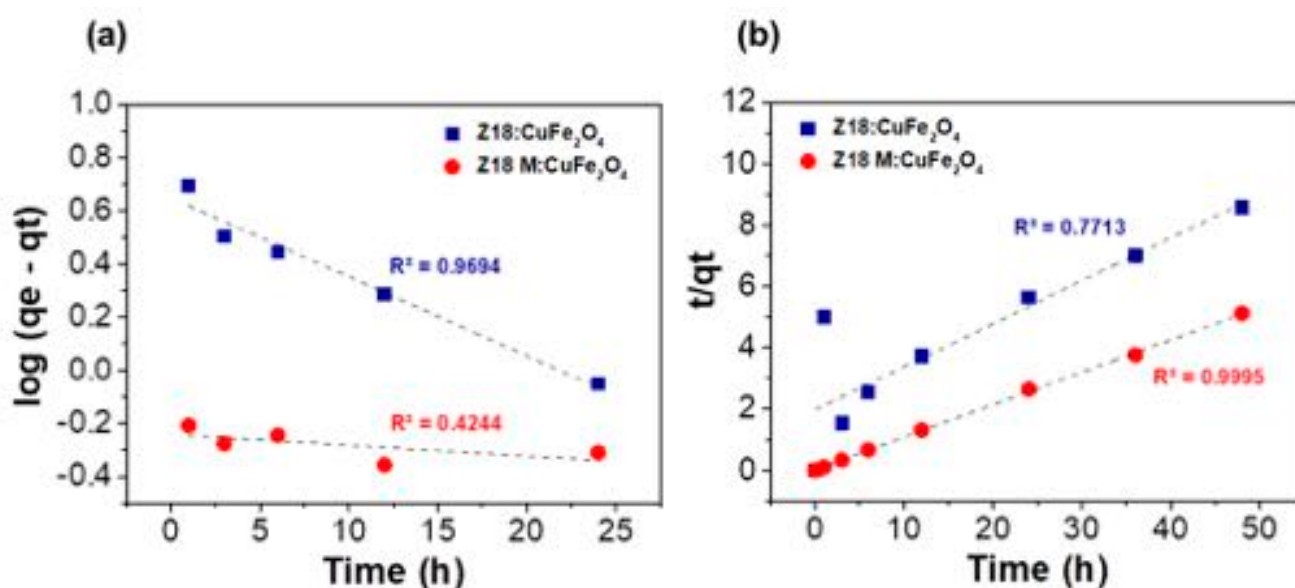 (a)
1.0
0.8
0.6
0.4
0.2
0.0
-0.2
-0.4
log (qe - qt)
Z18:CuFe₂O₄
Z18 M:CuFe₂O₄
R² = 0.9694
R² = 0.4244
0 5 10 15 20 25
Time (h)
(b)
12
10
8
6
4
2
0
t/qt
Z18:CuFe₂O₄
Z18 M:CuFe₂O₄
R² = 0.7713
R² = 0.9995
0 10 20 30 40 50
Time (h)